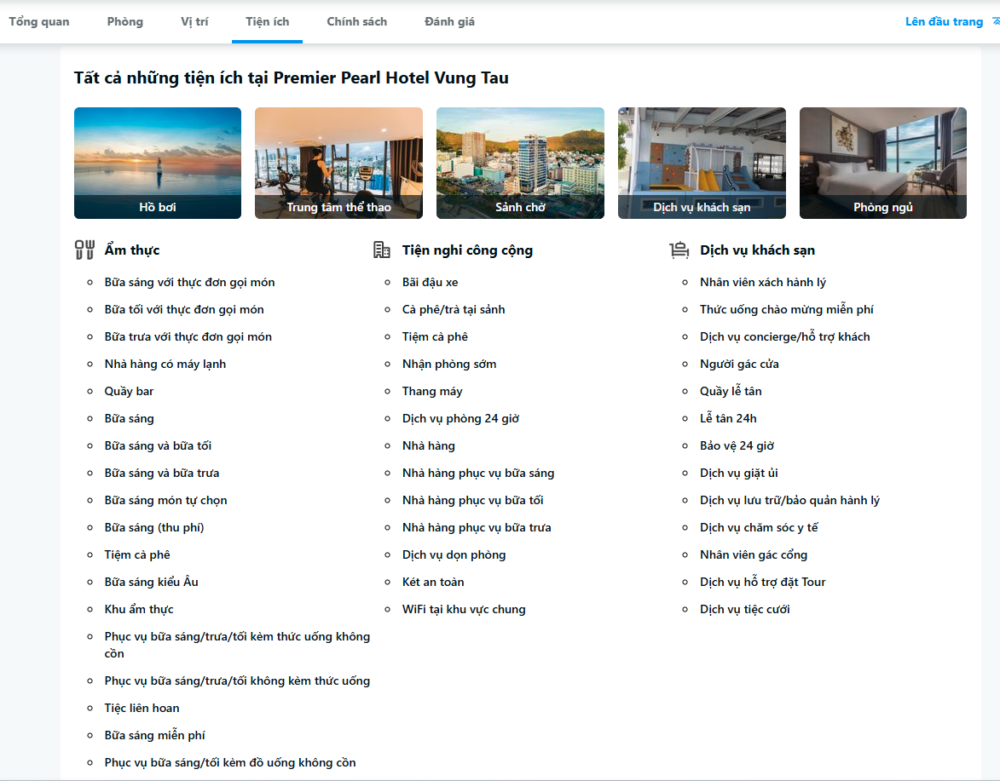 Tổng quan
Phòng
Vị trí
Tiện ích
Chính sách
Đánh giá
Lên đầu trang
Tất cả những tiện ích tại Premier Pearl Hotel Vung Tau
Hồ bơi
Trung tâm thể thao
Sảnh chờ
Dịch vụ khách sạn
Phòng ngủ
Ẩm thực
Bữa sáng với thực đơn gọi món
Bữa tối với thực đơn gọi món
Bữa trưa với thực đơn gọi món
Nhà hàng có máy lạnh
Quầy bar
Bữa sáng
Bữa sáng và bữa tối
Bữa sáng và bữa trưa
Bữa sáng món tự chọn
Bữa sáng (thu phí)
Tiệm cà phê
Bữa sáng kiểu Âu
Khu ẩm thực
Phục vụ bữa sáng/trưa/tối kèm thức uống không
cồn
Phục vụ bữa sáng/trưa/tối không kèm thức uống
Tiệc liên hoan
Bữa sáng miễn phí
Phục vụ bữa sáng/tối kèm đồ uống không cồn
Tiện nghi công cộng
Bãi đậu xe
Cà phê/trà tại sảnh
Tiệm cà phê
Nhận phòng sớm
Thang máy
Dịch vụ phòng 24 giờ
Nhà hàng
Nhà hàng phục vụ bữa sáng
Nhà hàng phục vụ bữa tối
Nhà hàng phục vụ bữa trưa
Dịch vụ dọn phòng
Két an toàn
WiFi tại khu vực chung
Dịch vụ khách sạn
Nhân viên xách hành lý
Thức uống chào mừng miễn phí
Dịch vụ concierge/hỗ trợ khách
Người gác cửa
Quầy lễ tân
Lễ tân 24h
Bảo vệ 24 giờ
Dịch vụ giặt ủi
Dịch vụ lưu trữ/bảo quản hành lý
Dịch vụ chăm sóc y tế
Nhân viên gác cổng
Dịch vụ hỗ trợ đặt Tour
Dịch vụ tiệc cưới